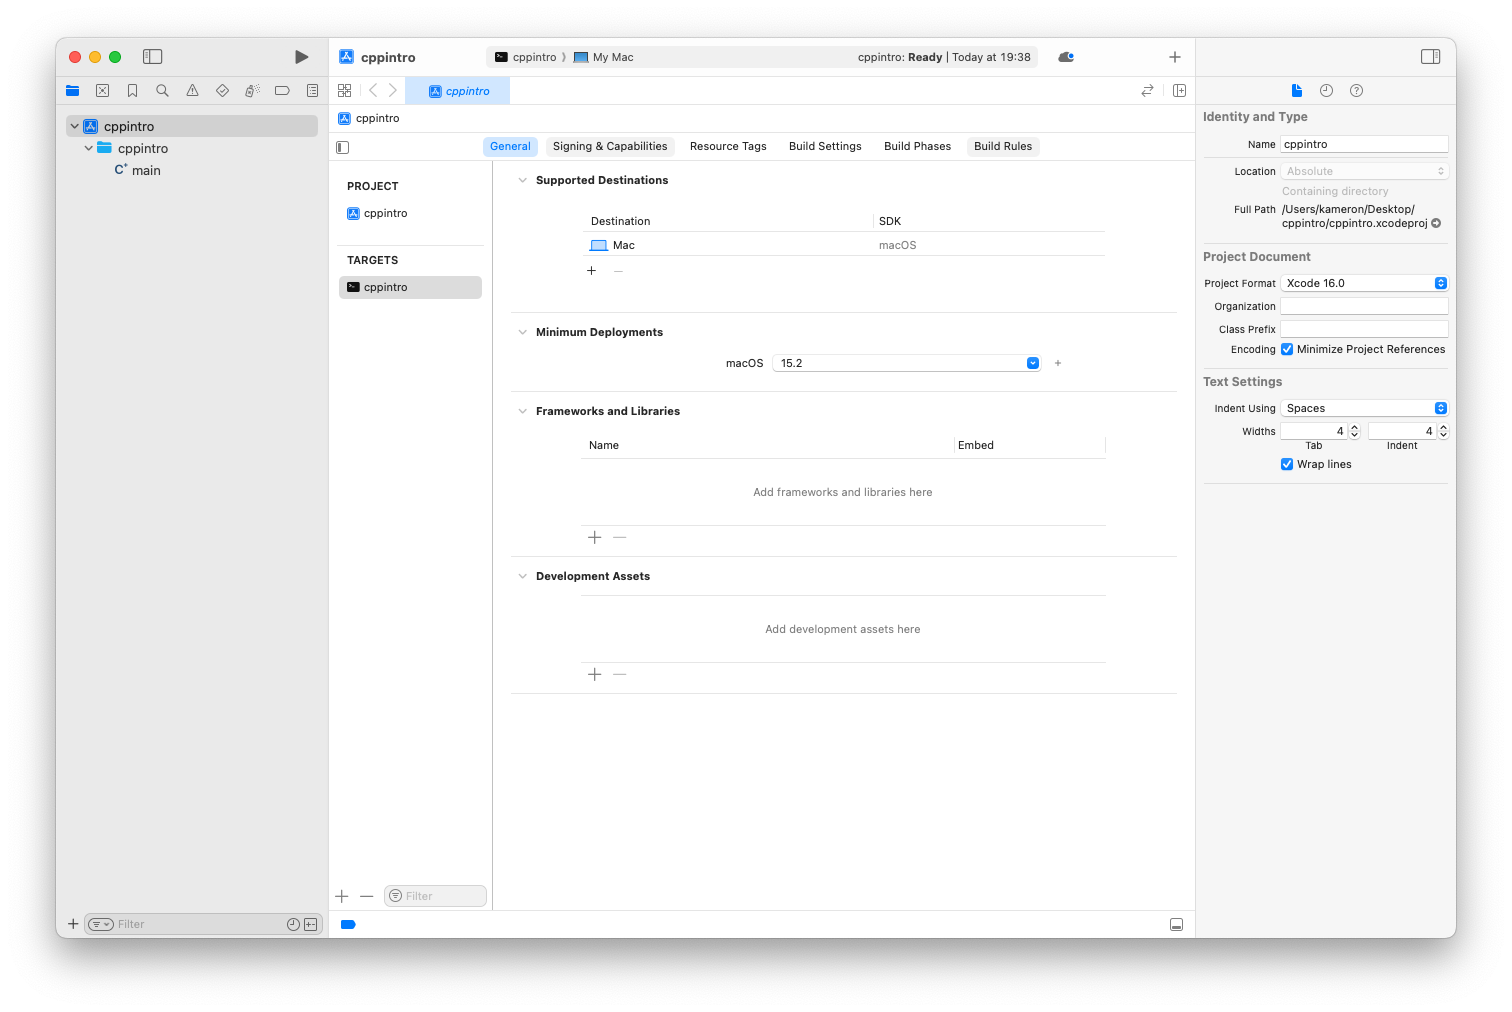 cppintro
cppintro › My Mac
cppintro: Ready | Today at 19:38
cppintro
cppintro
cppintro
cppintro
C+ main
General
Signing & Capabilities
Resource Tags
Build Settings
Build Phases
Build Rules
PROJECT
cppintro
TARGETS
cppintro
Supported Destinations
Destination SDK
Mac macOS
Minimum Deployments
macOS 15.2
Frameworks and Libraries
Name Embed
Add frameworks and libraries here
Development Assets
Add development assets here
Filter
Filter
Identity and Type
Name cppintro
Location Absolute
Containing directory
Full Path /Users/kameron/Desktop/
cppintro/cppintro.xcodeproj
Project Document
Project Format Xcode 16.0
Organization
Class Prefix
Encoding Minimize Project References
Text Settings
Indent Using Spaces
Widths 4 4
Tab Indent
Wrap lines